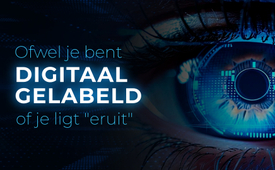 Ofwel je bent
DIGITAAL
GELABELD
of je ligt "eruit"